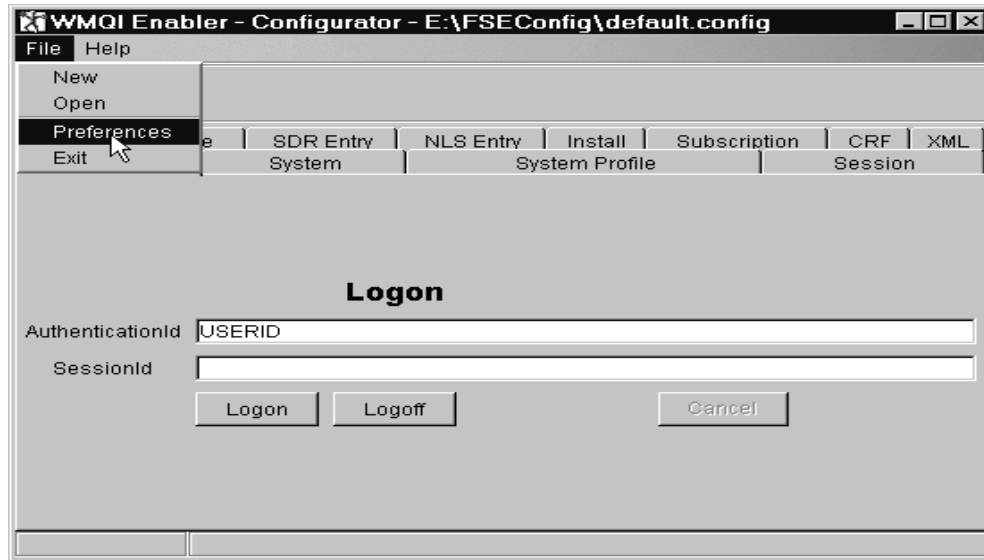 WMQI Enabler - Configurator - E:\FSEConfig\default.config
File Help
New
Open
Preferences
Exit
e SDR Entry NLS Entry Install Subscription CRF XML
System System Profile Session
Logon
AuthenticationId USERID
SessionId
Logon Logoff Cancel